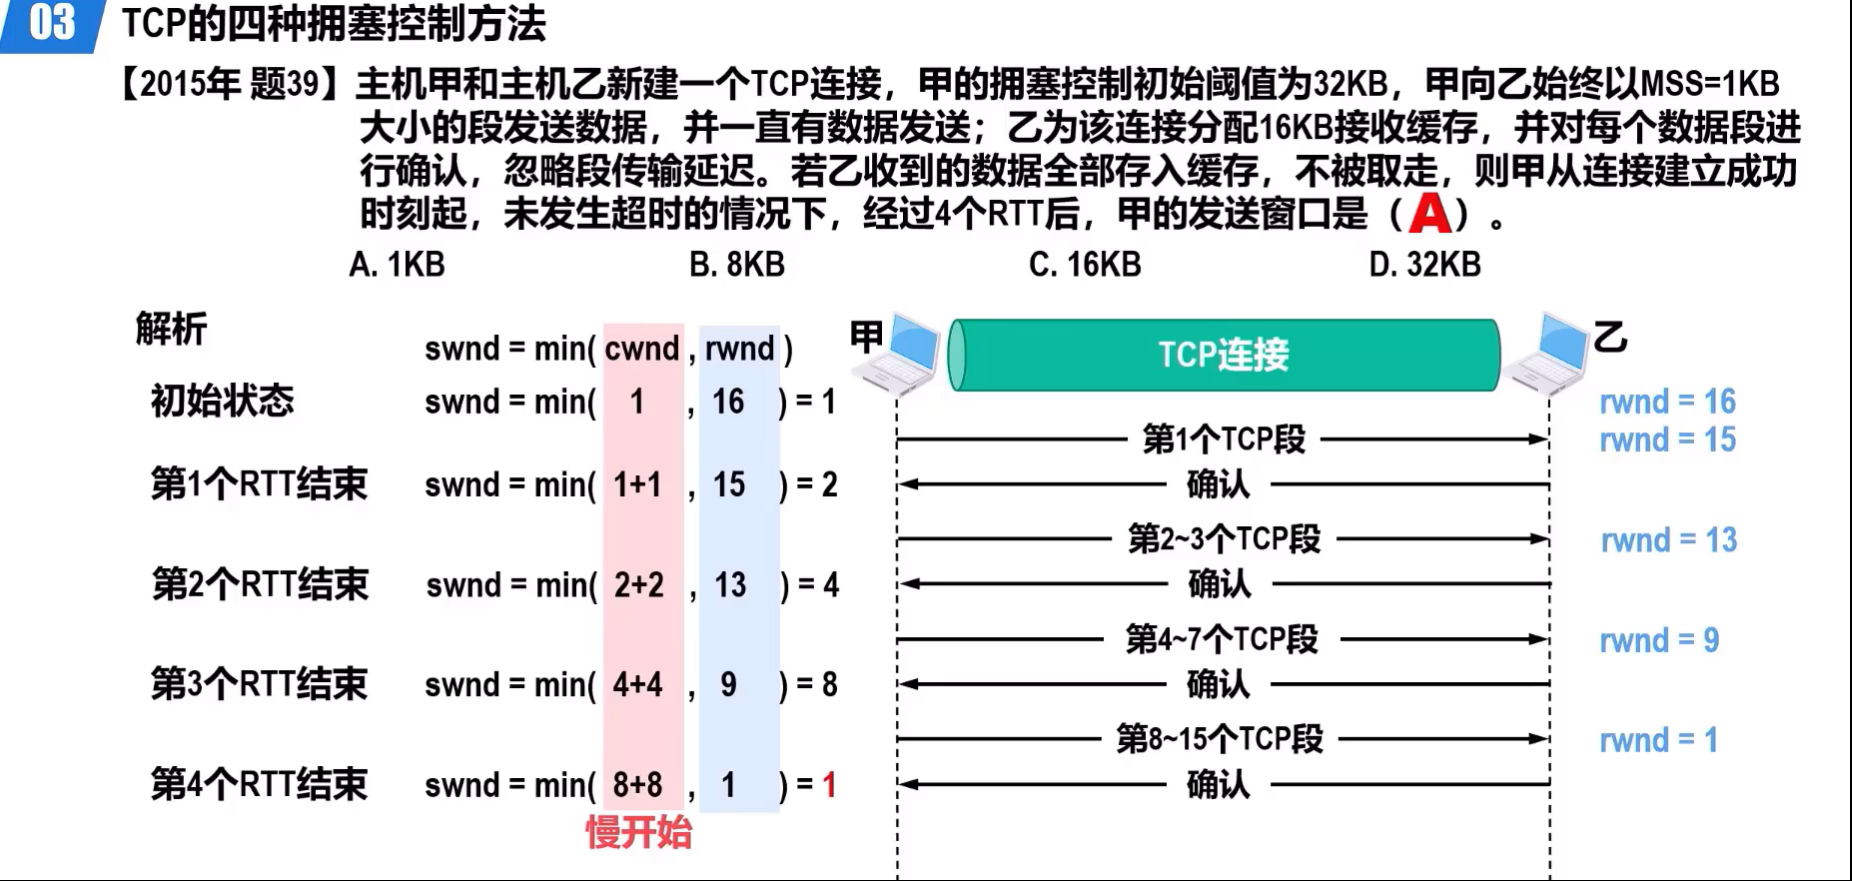 03 TCP的四种拥塞控制方法
【2015年 题39】主机甲和主机乙新建一个TCP连接，甲的拥塞控制初始阈值为32KB，甲向乙始终以MSS=1KB
大小的段发送数据，并一直有数据发送；乙为该连接分配16KB接收缓存，并对每个数据段进
行确认，忽略段传输延迟。若乙收到的数据全部存入缓存，不被取走，则甲从连接建立成功
时刻起，未发生超时的情况下，经过4个RTT后，甲的发送窗口是（A）。
A. 1KB B. 8KB C. 16KB D. 32KB
解析
swnd = min( cwnd , rwnd )
初始状态 swnd = min( 1 , 16 ) = 1
第1个RTT结束 swnd = min( 1+1 , 15 ) = 2
第2个RTT结束 swnd = min( 2+2 , 13 ) = 4
第3个RTT结束 swnd = min( 4+4 , 9 ) = 8
第4个RTT结束 swnd = min( 8+8 , 1 ) = 1
慢开始
甲 TCP连接 乙
rwnd = 16
第1个TCP段 rwnd = 15
确认
第2~3个TCP段 rwnd = 13
确认
第4~7个TCP段 rwnd = 9
确认
第8~15个TCP段 rwnd = 1
确认